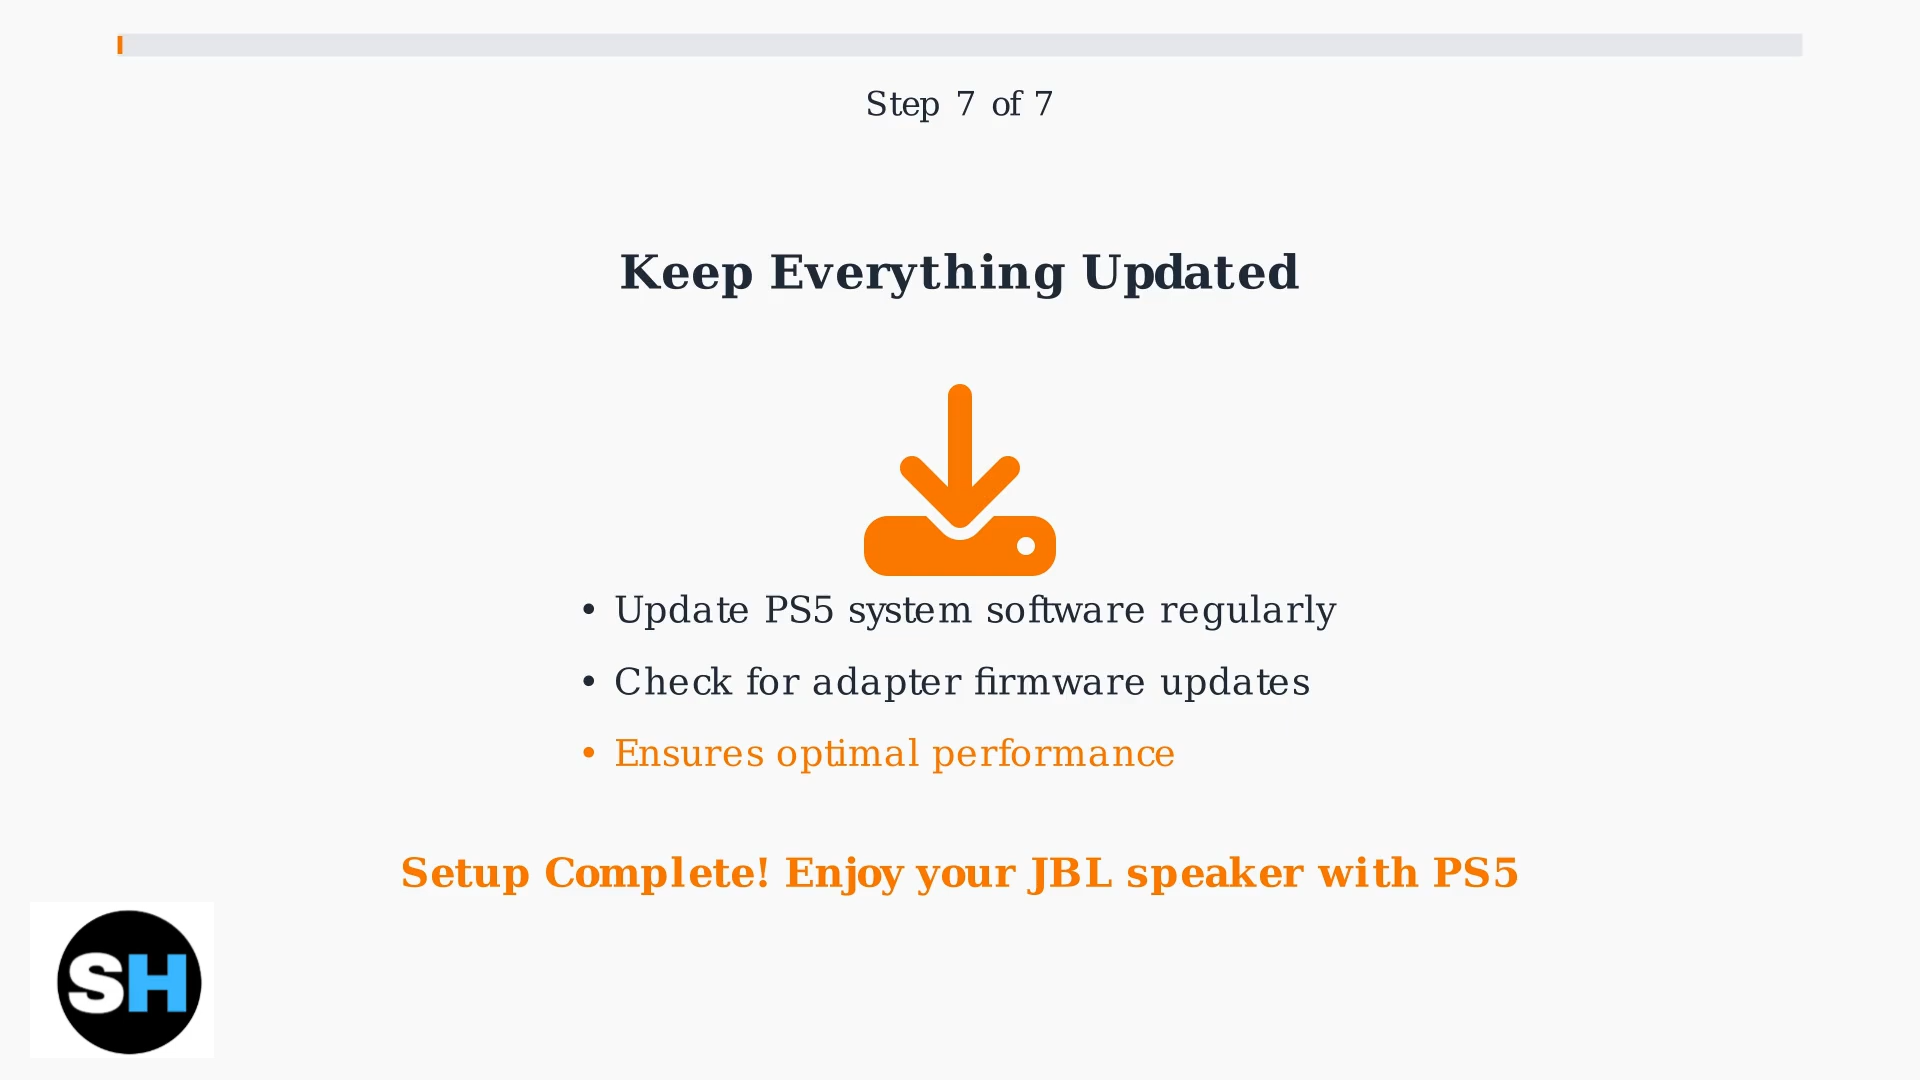 Step 7 of 7
Keep Everything Updated
• Update PS5 system software regularly
• Check for adapter firmware updates
• Ensures optimal performance
Setup Complete! Enjoy your JBL speaker with PS5
SH